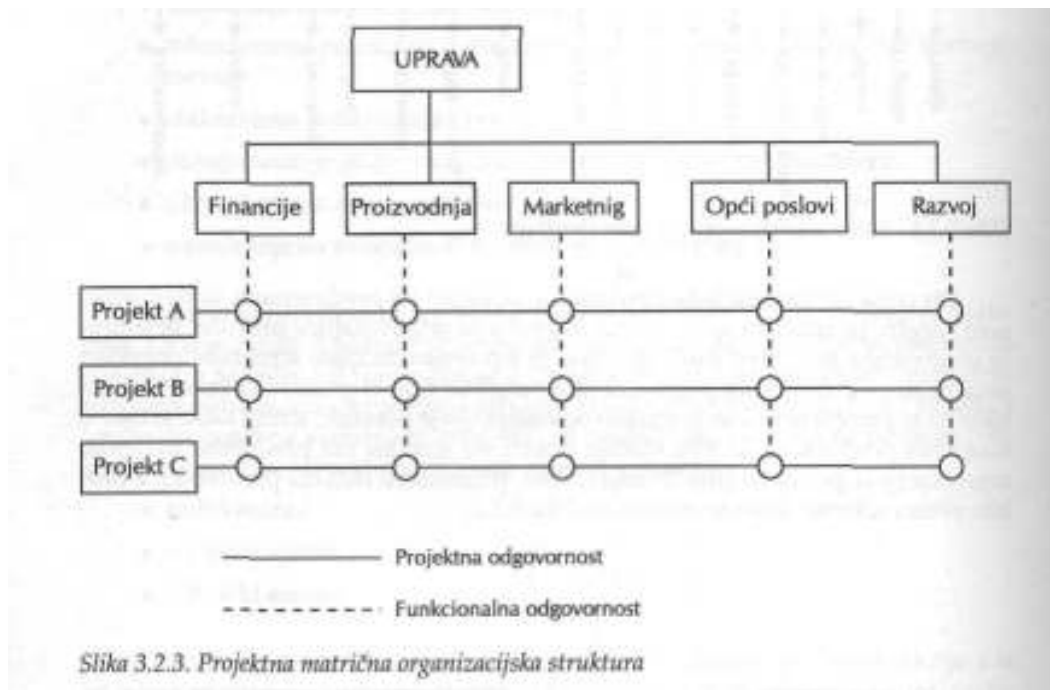 UPRAVA
Financije
Proizvodnja
Marketnig
Opći poslovi
Razvoj
Projekt A
Projekt B
Projekt C
Projektna odgovornost
Funkcionalna odgovornost
Slika 3.2.3. Projektna matrična organizacijska struktura